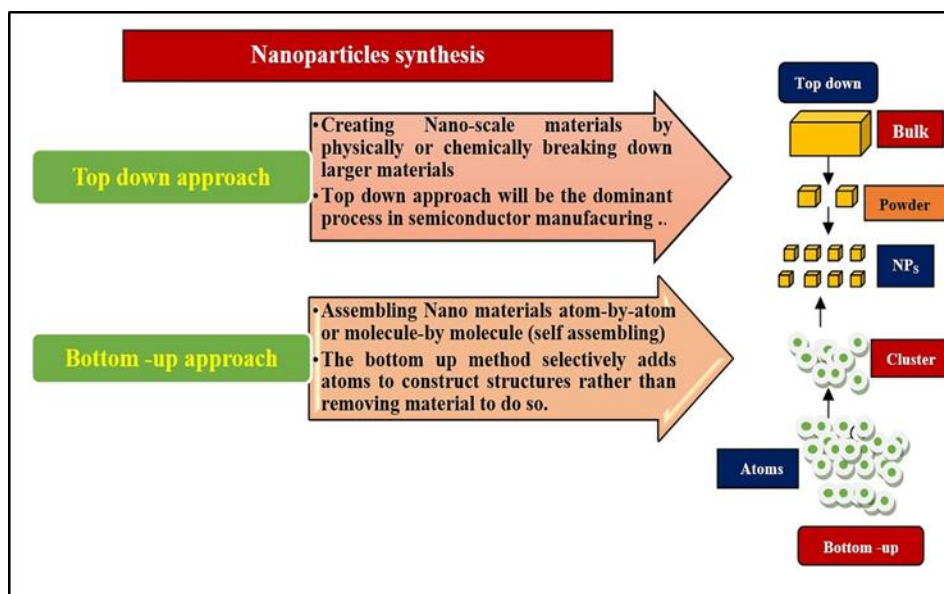 Nanoparticles synthesis
Top down approach
•Creating Nano-scale materials by
physically or chemically breaking down
larger materials
•Top down approach will be the dominant
process in semiconductor manufacuring ..
Bottom -up approach
•Assembling Nano materials atom-by-atom
or molecule-by molecule (self assembling)
•The bottom up method selectively adds
atoms to construct structures rather than
removing material to do so.
Top down
Bulk
Powder
NPs
Cluster
Atoms
Bottom -up